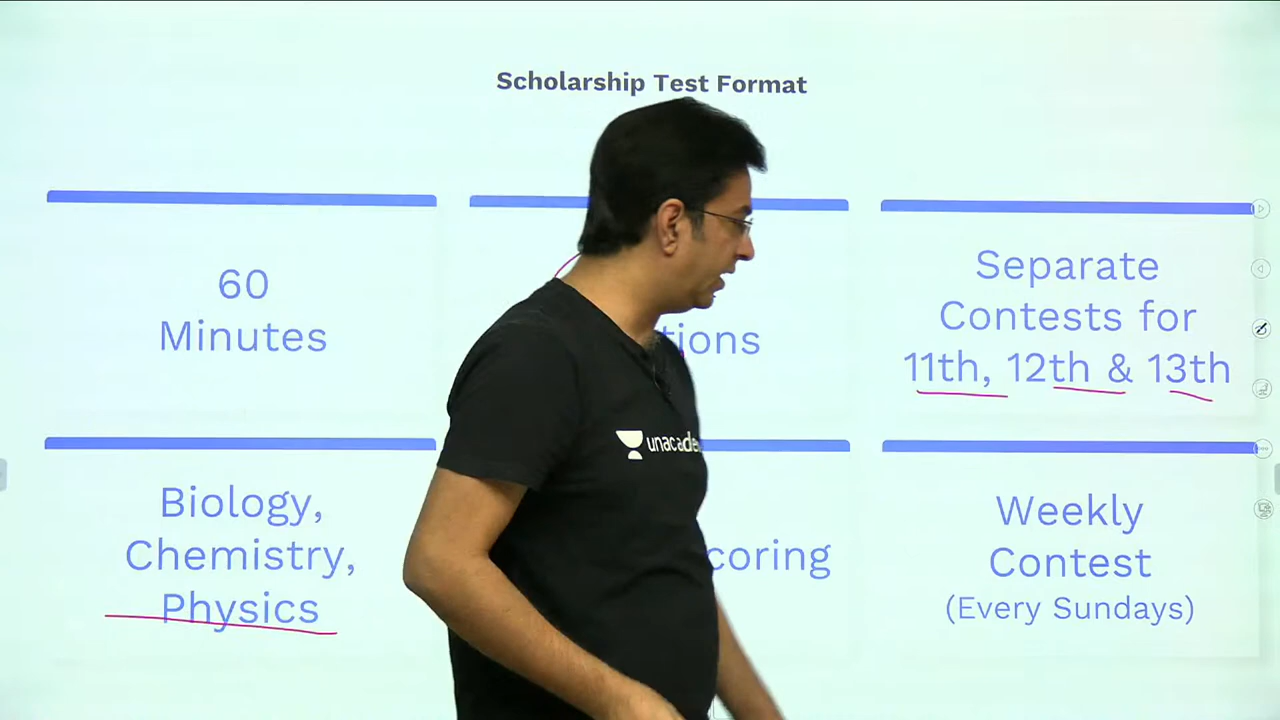 Scholarship Test Format
60
Minutes
tions
Separate
Contests for
11th, 12th & 13th
unacade
Biology,
Chemistry,
Physics
coring
Weekly
Contest
(Every Sundays)